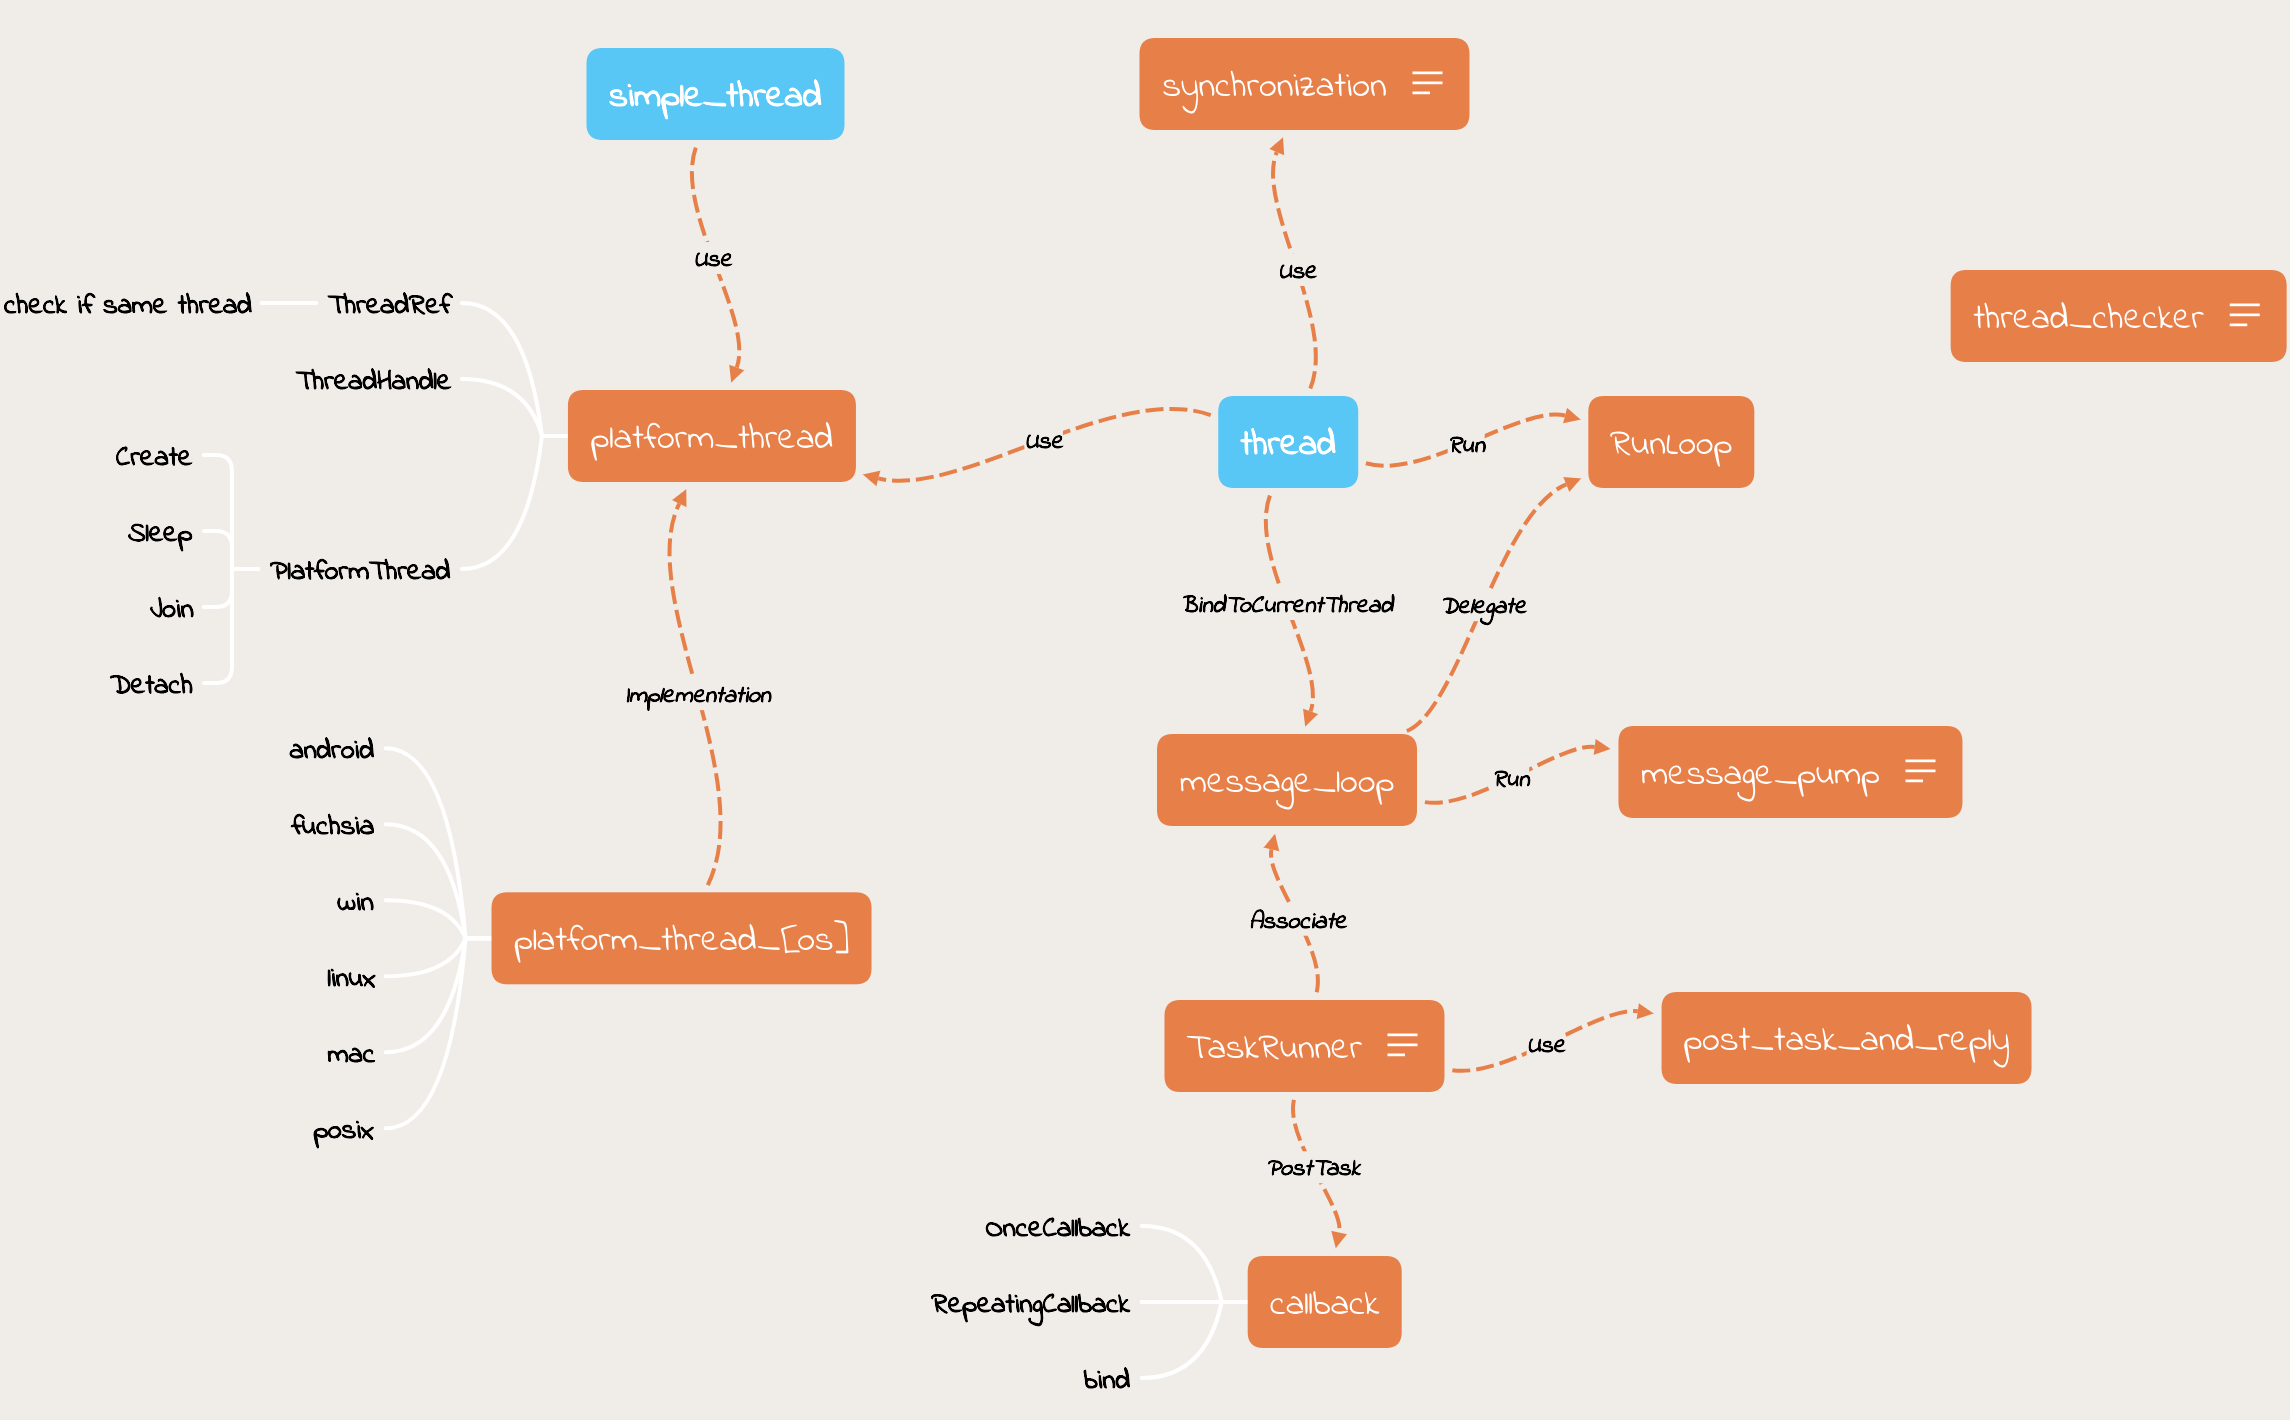 simple_thread
synchronization
Use
Use
check if same thread
ThreadRef
thread_checker
ThreadHandle
platform_thread
Use
thread
Run
RunLoop
Create
Sleep
PlatformThread
Join
Detach
BindToCurrentThread
Delegate
Implementation
android
fuchsia
win
linux
mac
posix
platform_thread_[os]
message_loop
Run
message_pump
Associate
TaskRunner
Use
post_task_and_reply
PostTask
OnceCallback
RepeatingCallback
bind
callback